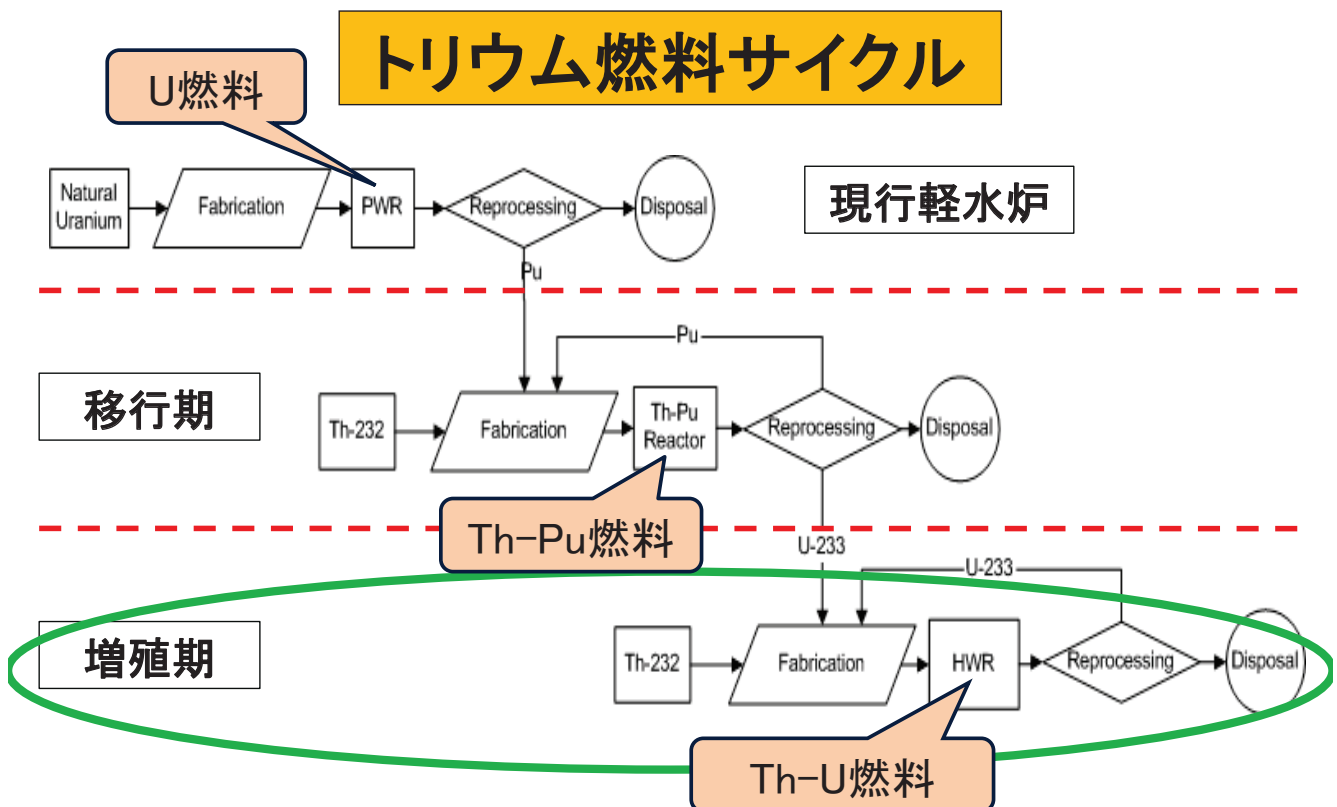 トリウム燃料サイクル
U燃料
Natural
Uranium
Fabrication
PWR
Reprocessing
Disposal
現行軽水炉
Pu
Pu
移行期
Th-232
Fabrication
Th-Pu
Reactor
Reprocessing
Disposal
Th-Pu燃料
U-233
U-233
増殖期
Th-232
Fabrication
HWR
Reprocessing
Disposal
Th-U燃料